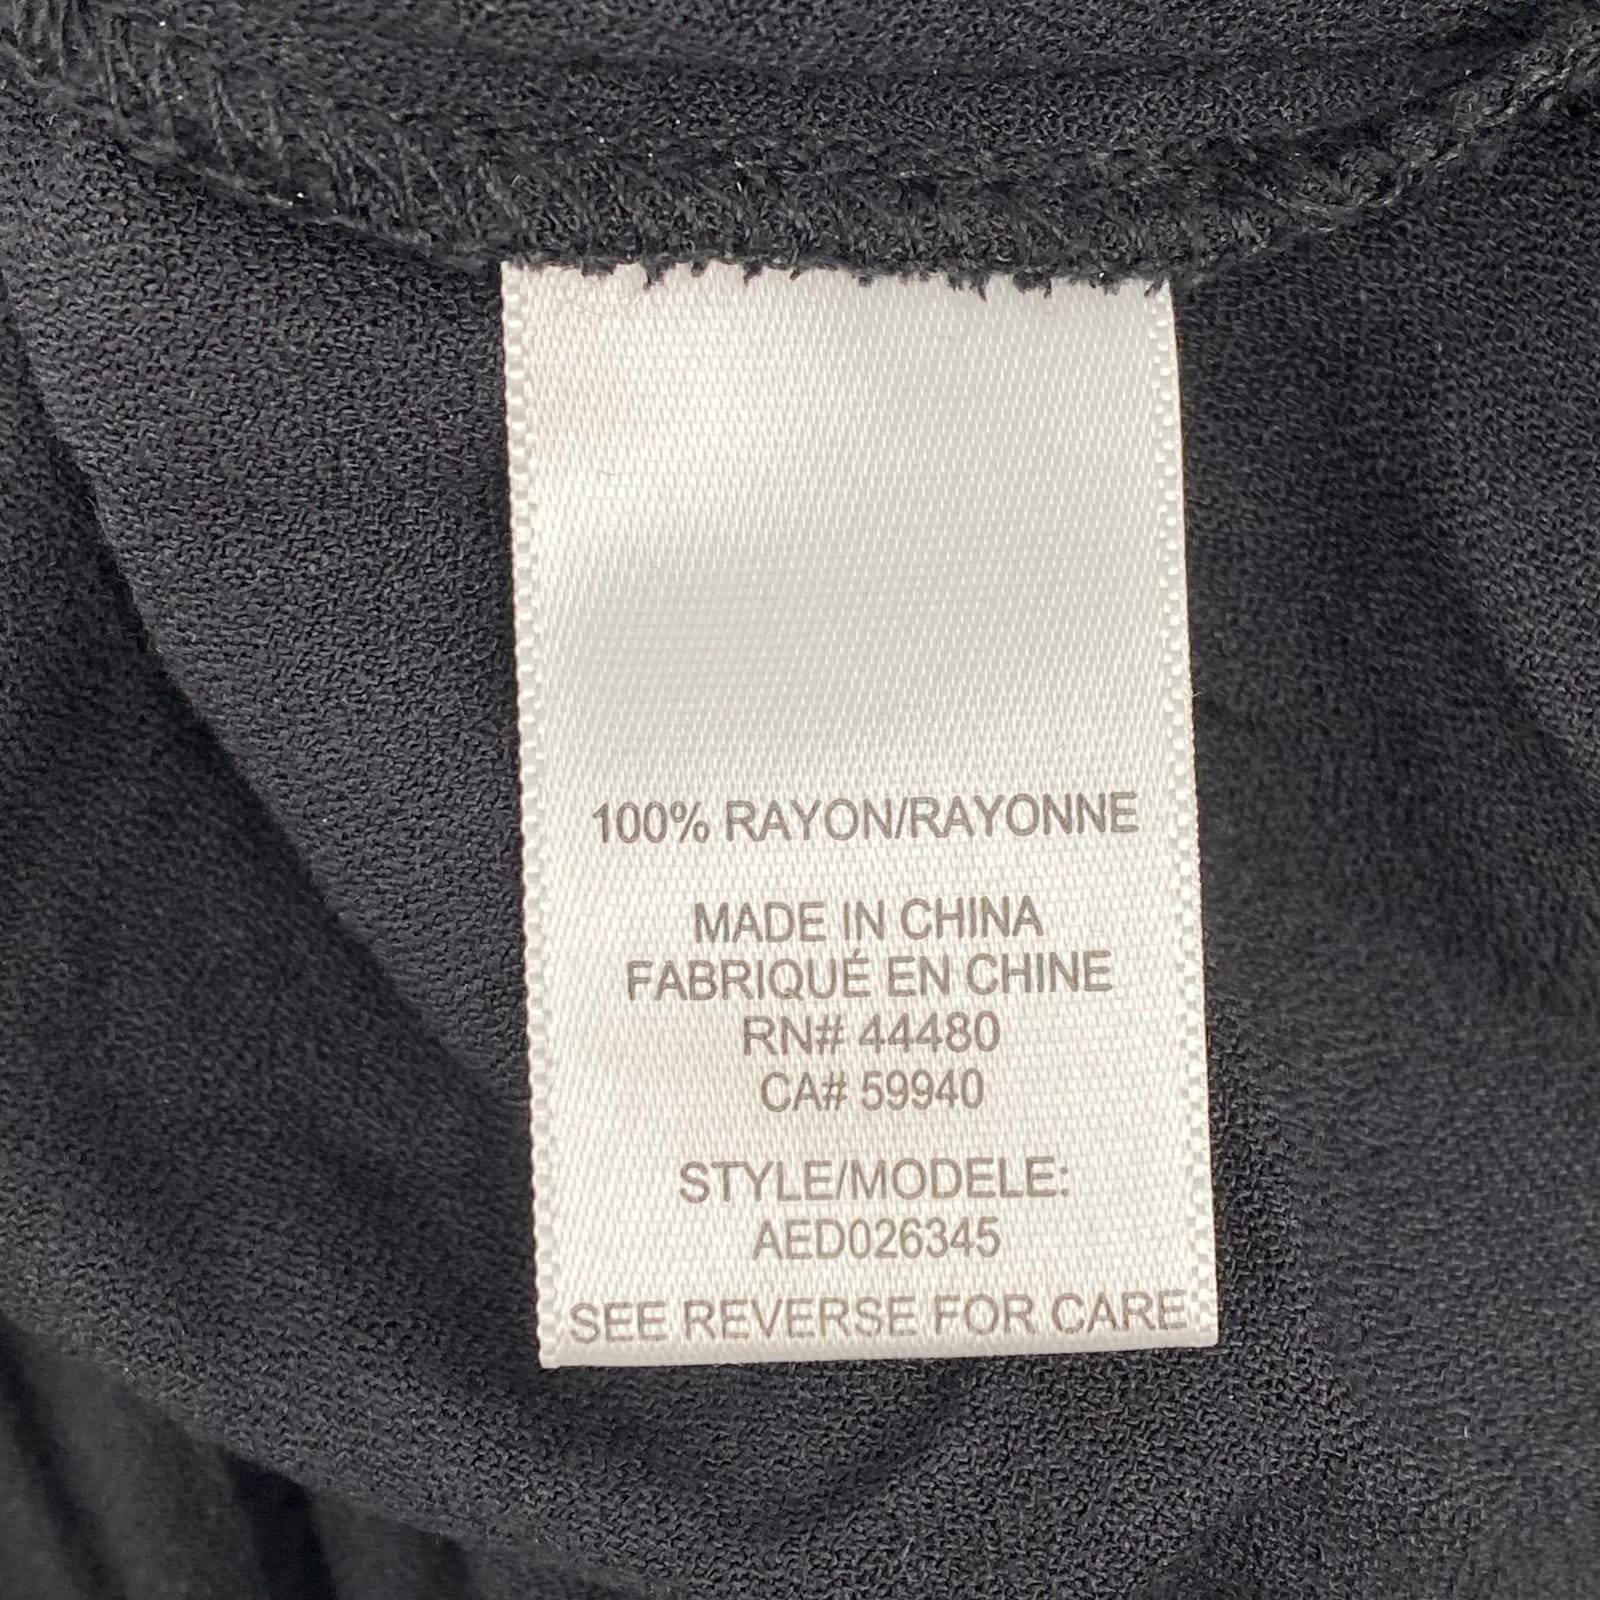 100% RAYON/RAYONNE
MADE IN CHINA
FABRIQUÉ EN CHINE
RN# 44480
CA# 59940
STYLE/MODELE:
AED026345
SEE REVERSE FOR CARE